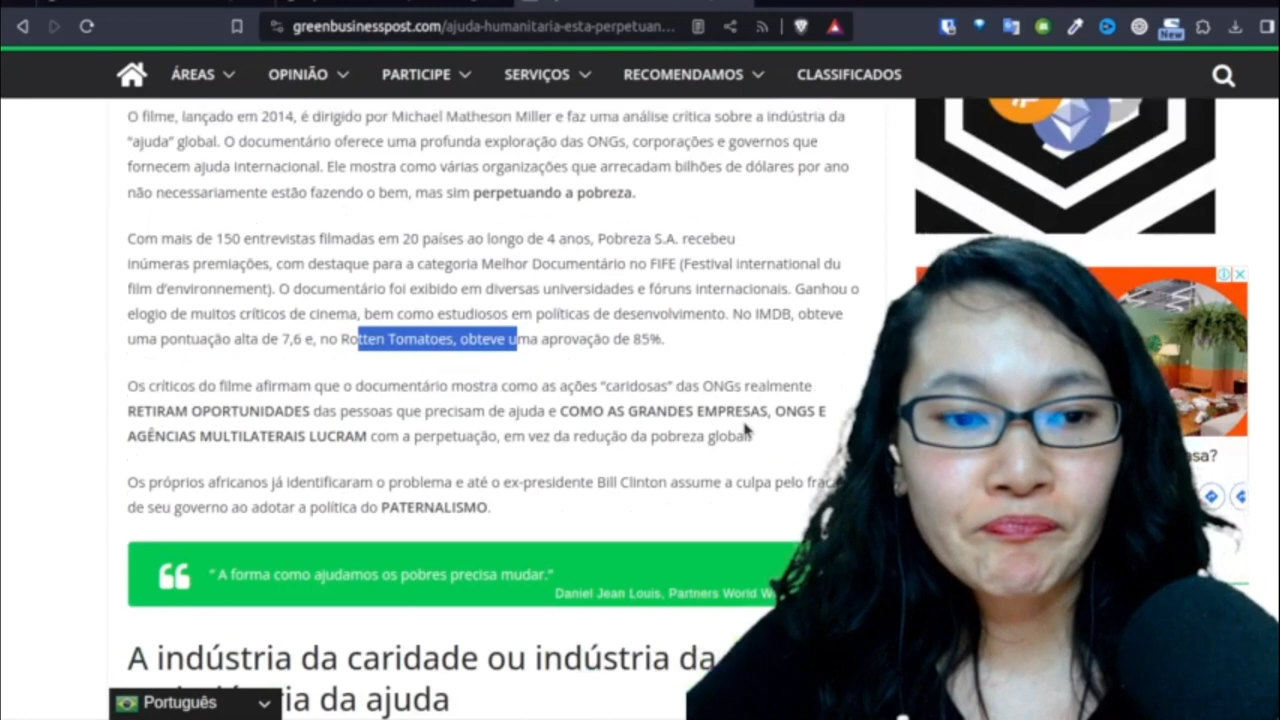 greenbusinesspost.com/ajuda-humanitaria-esta-perpetuan...
New
ÁREAS
OPINIÃO
PARTICIPE
SERVIÇOS
RECOMENDAMOS
CLASSIFICADOS
O filme, lançado em 2014, é dirigido por Michael Matheson Miller e faz uma análise crítica sobre a indústria da
“ajuda” global. O documentário oferece uma profunda exploração das ONGs, corporações e governos que
fornecem ajuda internacional. Ele mostra como várias organizações que arrecadam bilhões de dólares por ano
não necessariamente estão fazendo o bem, mas sim perpetuando a pobreza.
Com mais de 150 entrevistas filmadas em 20 países ao longo de 4 anos, Pobreza S.A. recebeu
inúmeras premiações, com destaque para a categoria Melhor Documentário no FIFE (Festival international du
film d’environnement). O documentário foi exibido em diversas universidades e fóruns internacionais. Ganhou o
elogio de muitos críticos de cinema, bem como estudiosos em políticas de desenvolvimento. No IMDB, obteve
uma pontuação alta de 7,6 e, no Rotten Tomatoes, obteve uma aprovação de 85%.
Os críticos do filme afirmam que o documentário mostra como as ações “caridosas” das ONGs realmente
RETIRAM OPORTUNIDADES das pessoas que precisam de ajuda e COMO AS GRANDES EMPRESAS, ONGS E
AGÊNCIAS MULTILATERAIS LUCRAM com a perpetuação, em vez da redução da pobreza global.
Os próprios africanos já identificaram o problema e até o ex-presidente Bill Clinton assume a culpa pelo
de seu governo ao adotar a política do PATERNALISMO.
“ A forma como ajudamos os pobres precisa mudar.”
Daniel Jean Louis, Partners World
A indústria da caridade ou indústria da
da ajuda
Português